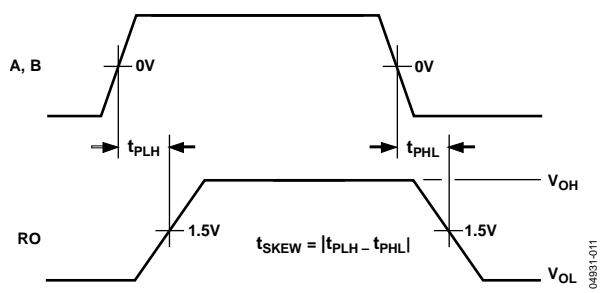 A, B
0V
0V
tPLH
tPHL
VOH
RO
1.5V
tSKEW = |tPLH – tPHL|
1.5V
VOL
04931-011